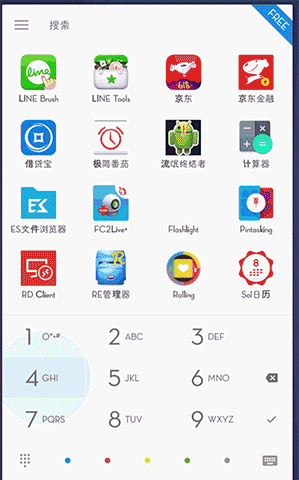 FREE
搜索
LINE Brush LINE Tools 京东 京东金融
借贷宝 极简番茄 流氓终结者 计算器
ES文件浏览器 FC2Live+ Flashlight Pintasking
RD Client RE管理器 Rolling Sol日历
1 O*+# 2 ABC 3 DEF
4 GHI 5 JKL 6 MNO
7 PQRS 8 TUV 9 WXYZ